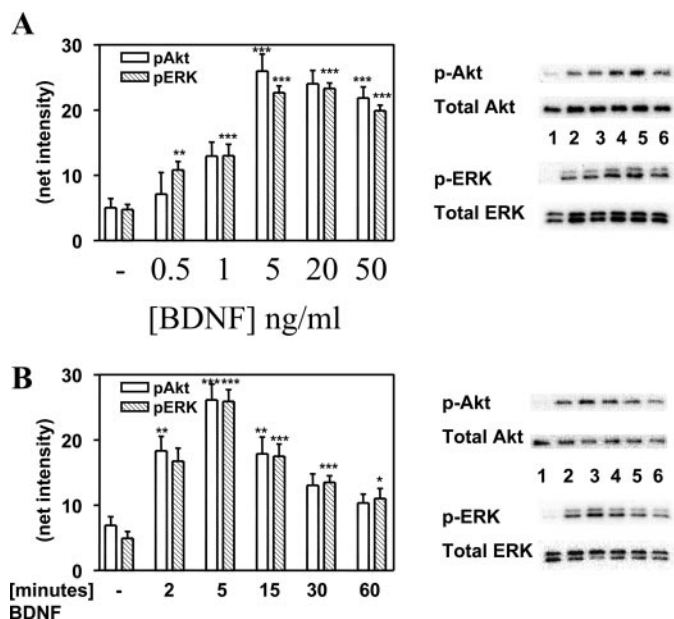 A
30
20
10
0
(net intensity)
pAkt
pERK
** *** *** *** *** *** ***
- 0.5 1 5 20 50
[BDNF] ng/ml
p-Akt
Total Akt
1 2 3 4 5 6
p-ERK
Total ERK
B
30
20
10
0
(net intensity)
pAkt
pERK
** *** *** ** *** *** *
[minutes] - 2 5 15 30 60
BDNF
p-Akt
Total Akt
1 2 3 4 5 6
p-ERK
Total ERK